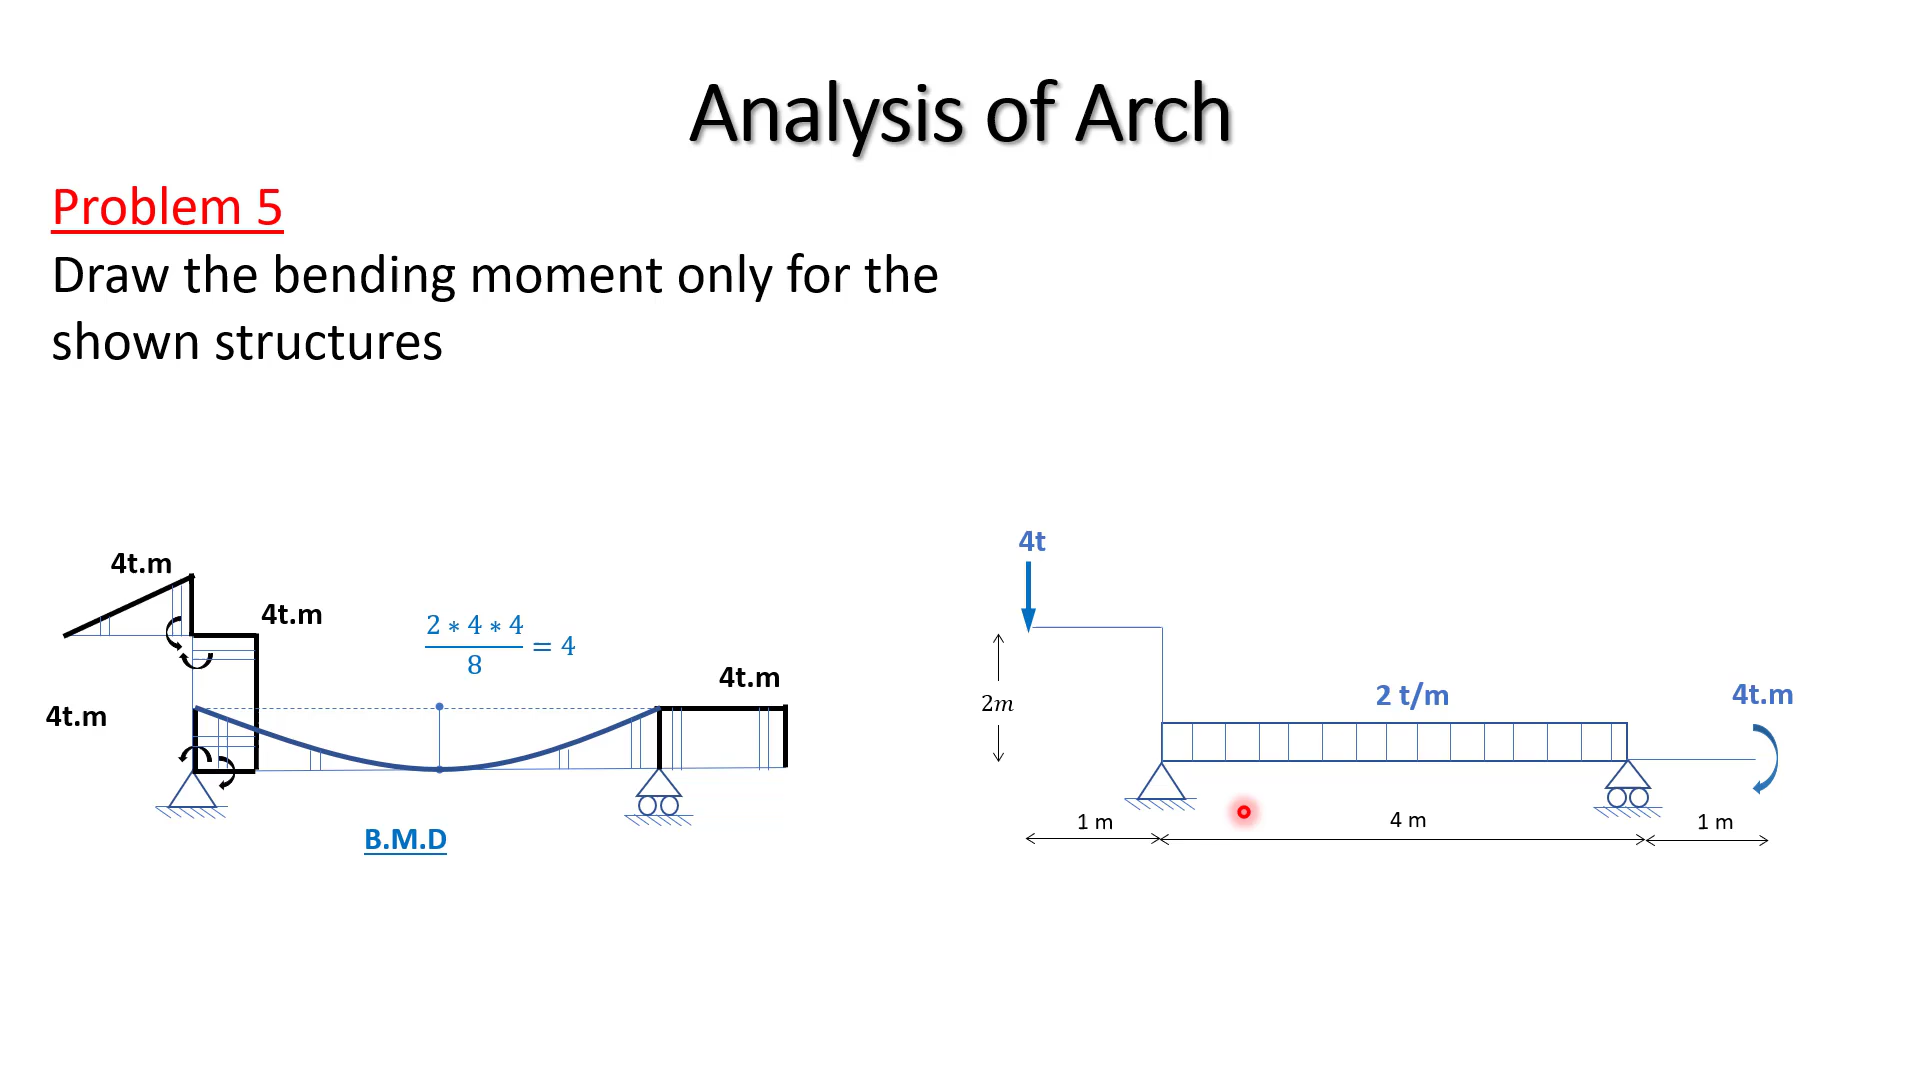 Analysis of Arch
Problem 5
Draw the bending moment only for the
shown structures
4t.m
4t.m
2 ∗ 4 ∗ 4
8
= 4
4t.m
4t.m
B.M.D
4t
2m
2 t/m
4t.m
1 m
4 m
1 m